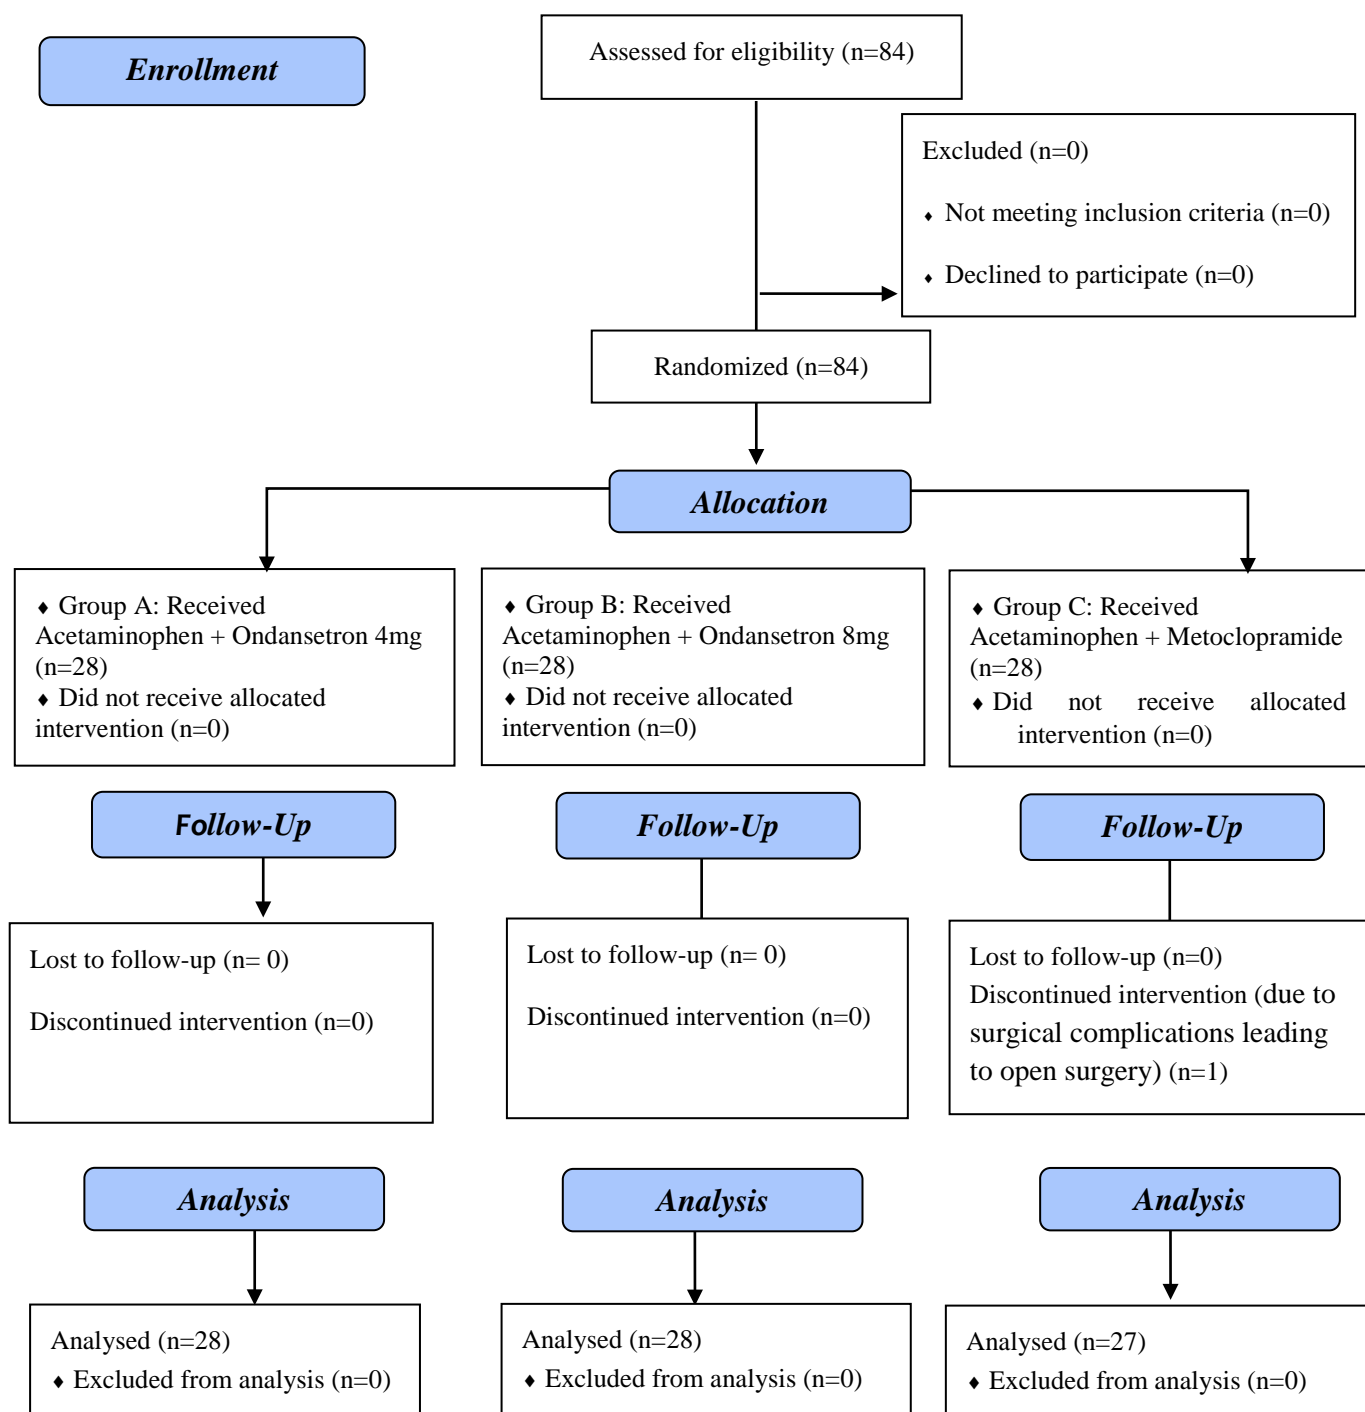 Enrollment
Assessed for eligibility (n=84)
Excluded (n=0)
♦ Not meeting inclusion criteria (n=0)
♦ Declined to participate (n=0)
Randomized (n=84)
Allocation
♦ Group A: Received
Acetaminophen + Ondansetron 4mg
(n=28)
♦ Did not receive allocated
intervention (n=0)
♦ Group B: Received
Acetaminophen + Ondansetron 8mg
(n=28)
♦ Did not receive allocated
intervention (n=0)
♦ Group C: Received
Acetaminophen + Metoclopramide
(n=28)
♦ Did not receive allocated
intervention (n=0)
Follow-Up
Follow-Up
Follow-Up
Lost to follow-up (n= 0)
Discontinued intervention (n=0)
Lost to follow-up (n= 0)
Discontinued intervention (n=0)
Lost to follow-up (n=0)
Discontinued intervention (due to
surgical complications leading
to open surgery) (n=1)
Analysis
Analysis
Analysis
Analysed (n=28)
♦ Excluded from analysis (n=0)
Analysed (n=28)
♦ Excluded from analysis (n=0)
Analysed (n=27)
♦ Excluded from analysis (n=0)